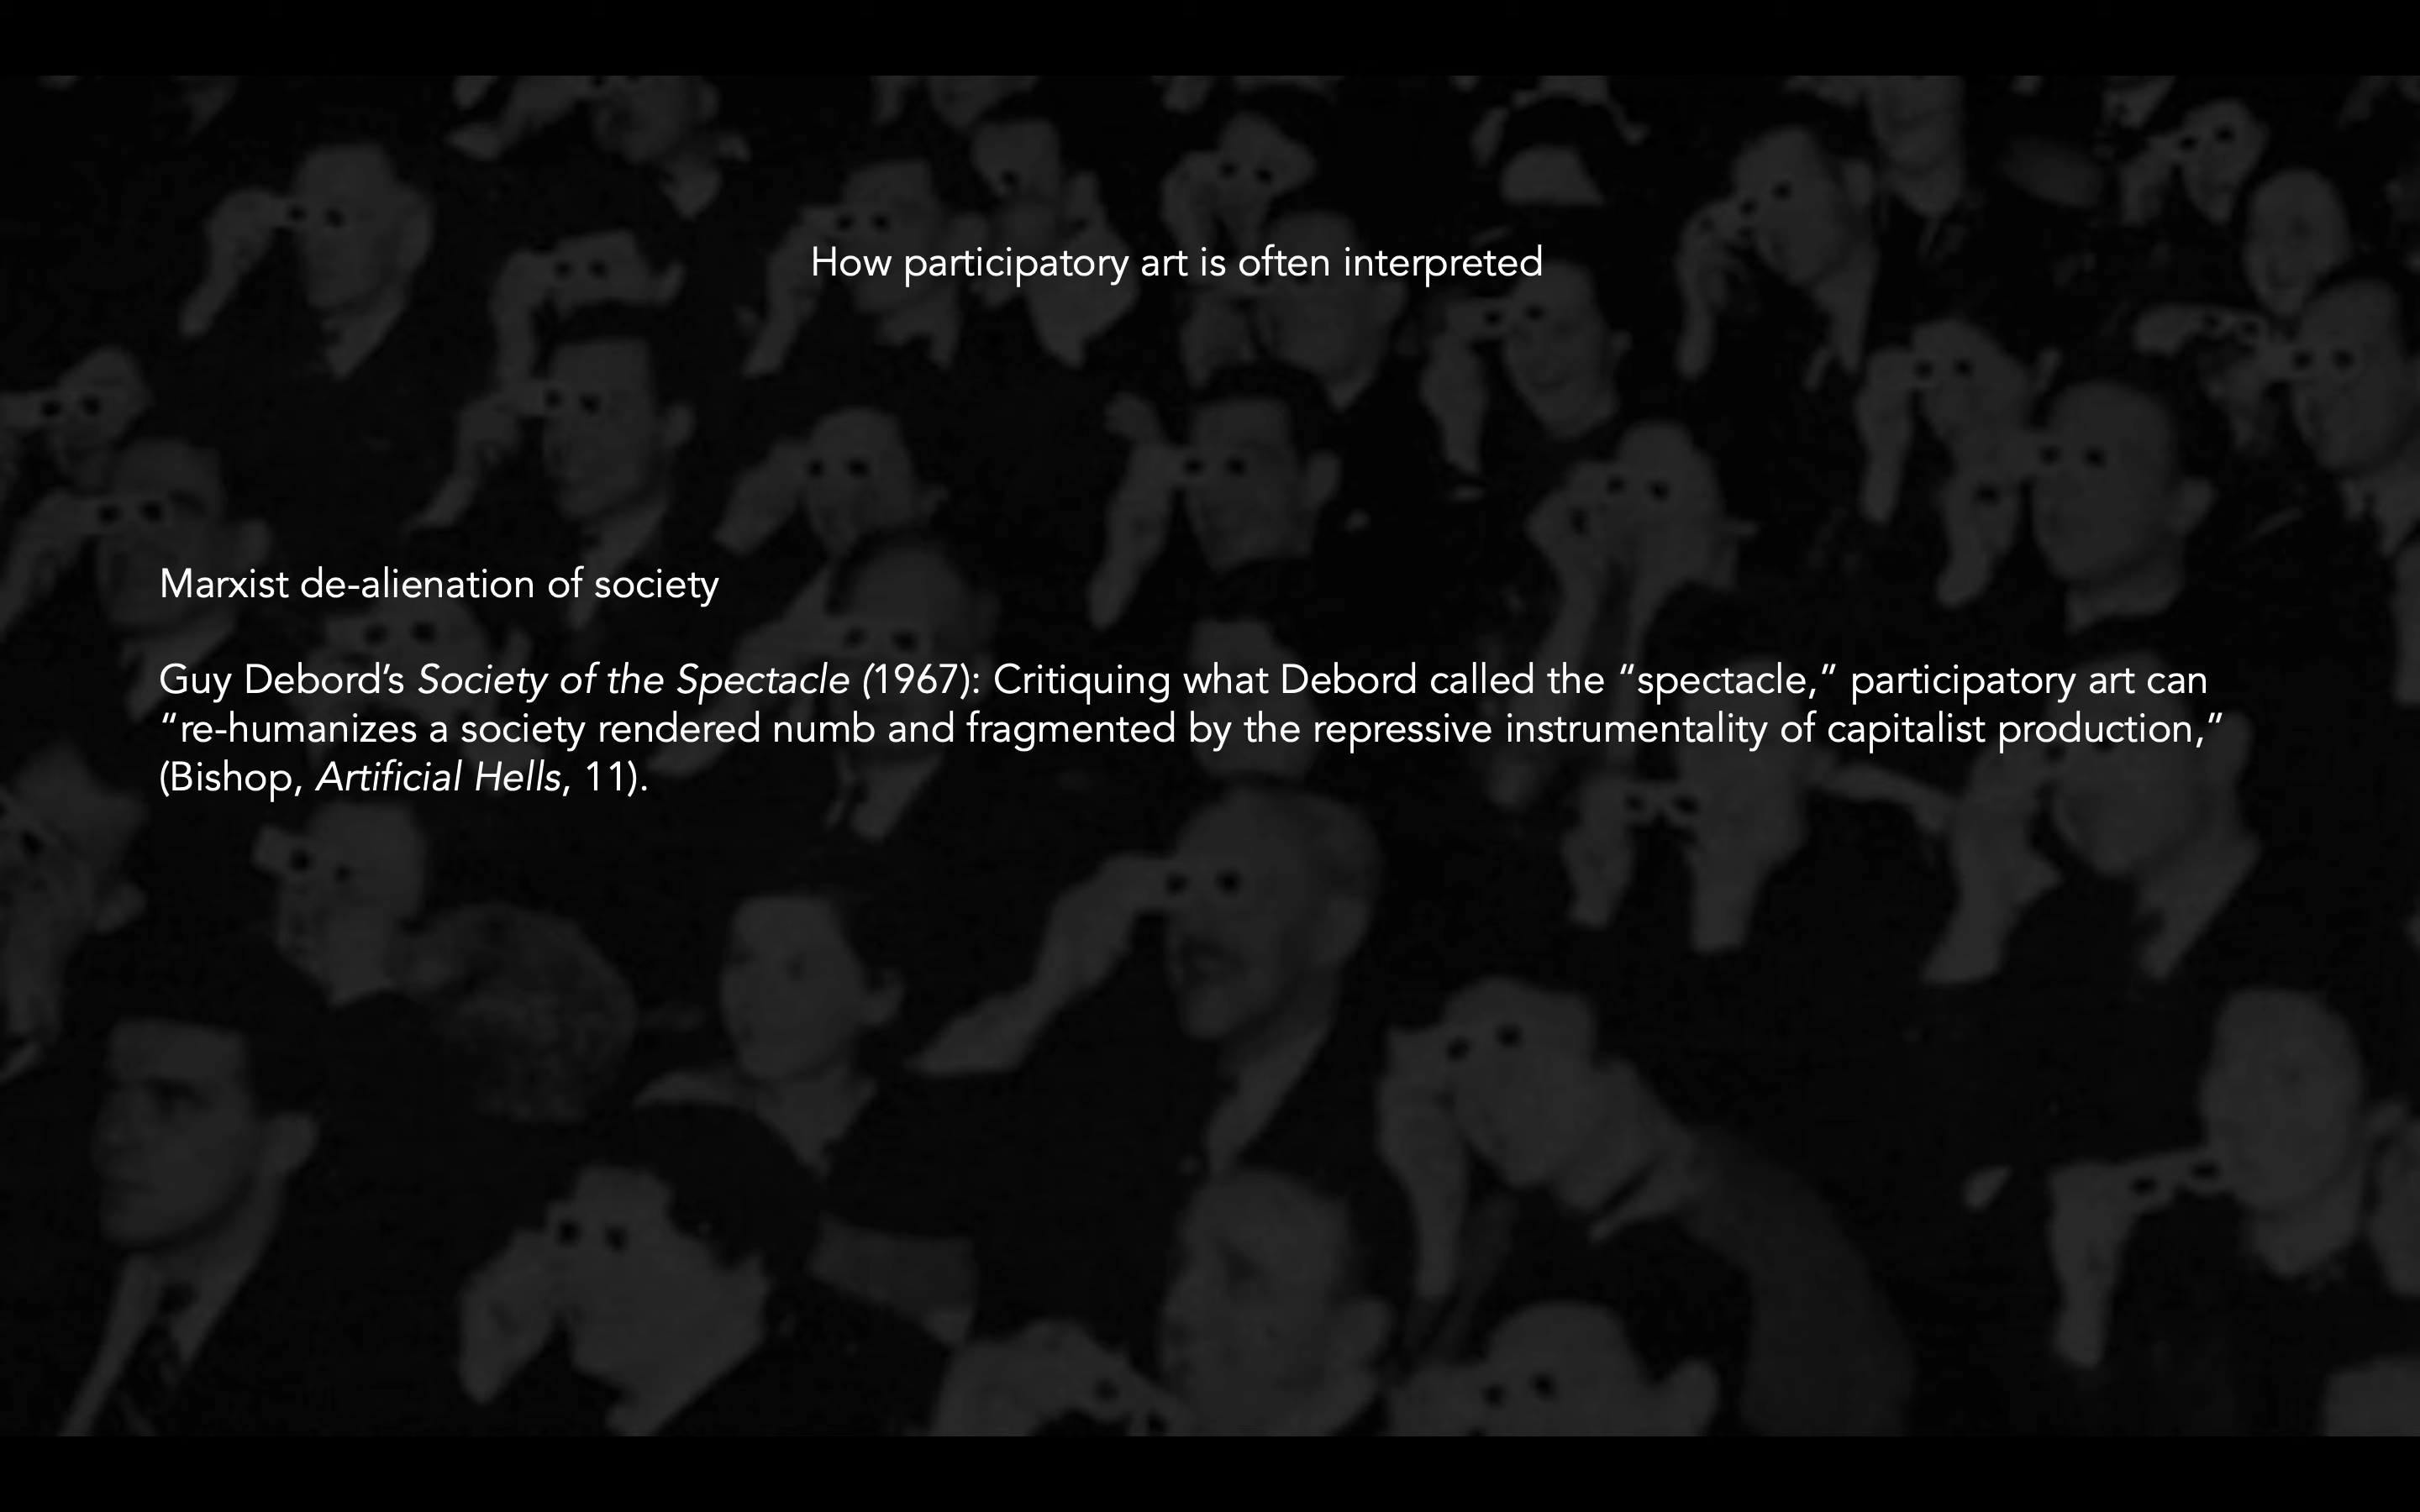 How participatory art is often interpreted
Marxist de-alienation of society
Guy Debord’s Society of the Spectacle (1967): Critiquing what Debord called the “spectacle,” participatory art can
“re-humanizes a society rendered numb and fragmented by the repressive instrumentality of capitalist production,”
(Bishop, Artificial Hells, 11).